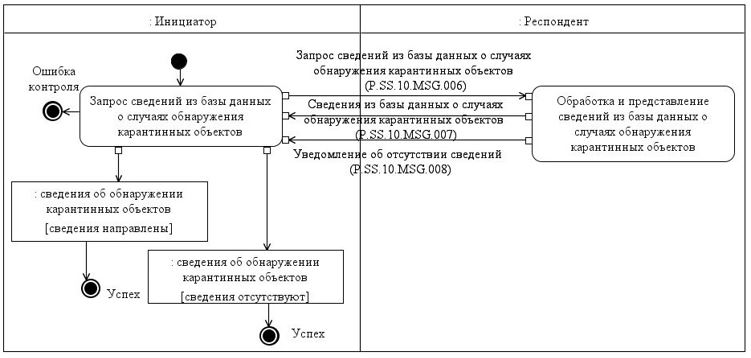 : Инициатор
: Респондент
Ошибка
контроля
Запрос сведений из базы данных о случаях
обнаружения карантинных объектов
(P.SS.10.MSG.006)
Запрос сведений из базы данных
о случаях обнаружения
карантинных объектов
Сведения из базы данных о случаях
обнаружения карантинных объектов
(P.SS.10.MSG.007)
Обработка и представление
сведений из базы данных о
случаях обнаружения
карантинных объектов
Уведомление об отсутствии сведений
(P.SS.10.MSG.008)
: сведения об обнаружении
карантинных объектов
[сведения направлены]
Успех
: сведения об обнаружении
карантинных объектов
[сведения отсутствуют]
Успех